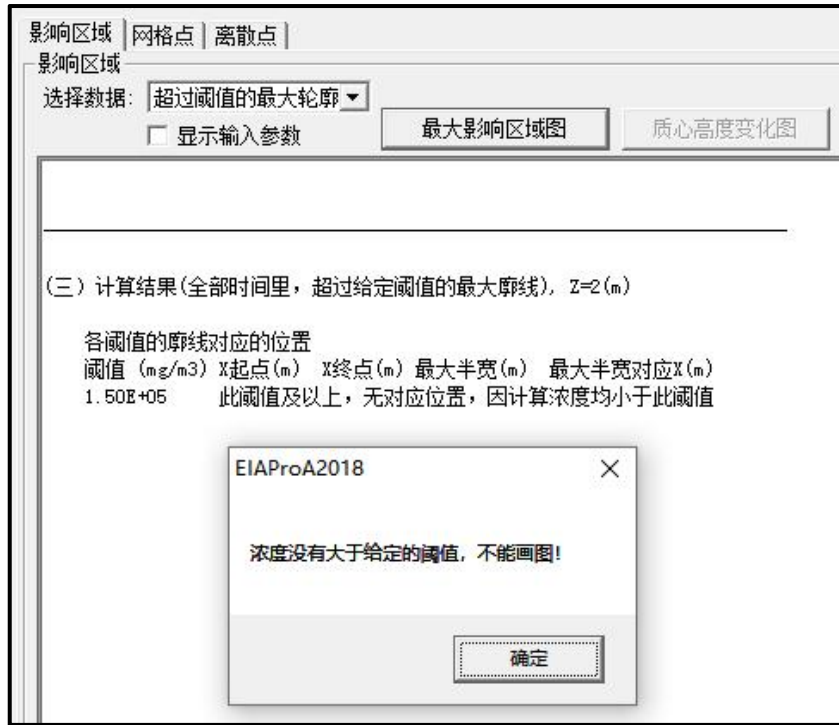 影响区域 网格点 离散点
影响区域
选择数据: 超过阈值的最大轮廓
显示输入参数 最大影响区域图 质心高度变化图
(三) 计算结果(全部时间里，超过给定阈值的最大廓线), Z=2(m)
各阈值的廓线对应的位置
阈值 (mg/m3) X起点(m) X终点(m) 最大半宽(m) 最大半宽对应X(m)
1.50E+05 此阈值及以上，无对应位置，因计算浓度均小于此阈值
EIAProA2018
浓度没有大于给定的阈值，不能画图!
确定